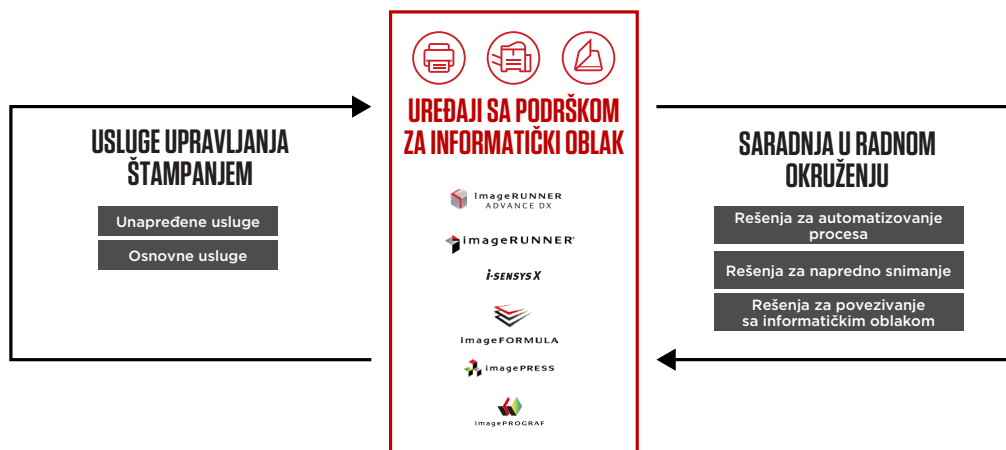 USLUGE UPRAVLJANJA
ŠTAMPANJEM
Unapređene usluge
Osnovne usluge
UREĐAJI SA PODRŠKOM
ZA INFORMATIČKI OBLAK
imageRUNNER
ADVANCE DX
imageRUNNER®
i-SENSYS X
imageFORMULA
imagePRESS
imagePROGRAF
SARADNJA U RADNOM
OKRUŽENJU
Rešenja za automatizovanje
procesa
Rešenja za napredno snimanje
Rešenja za povezivanje
sa informatičkim oblakom